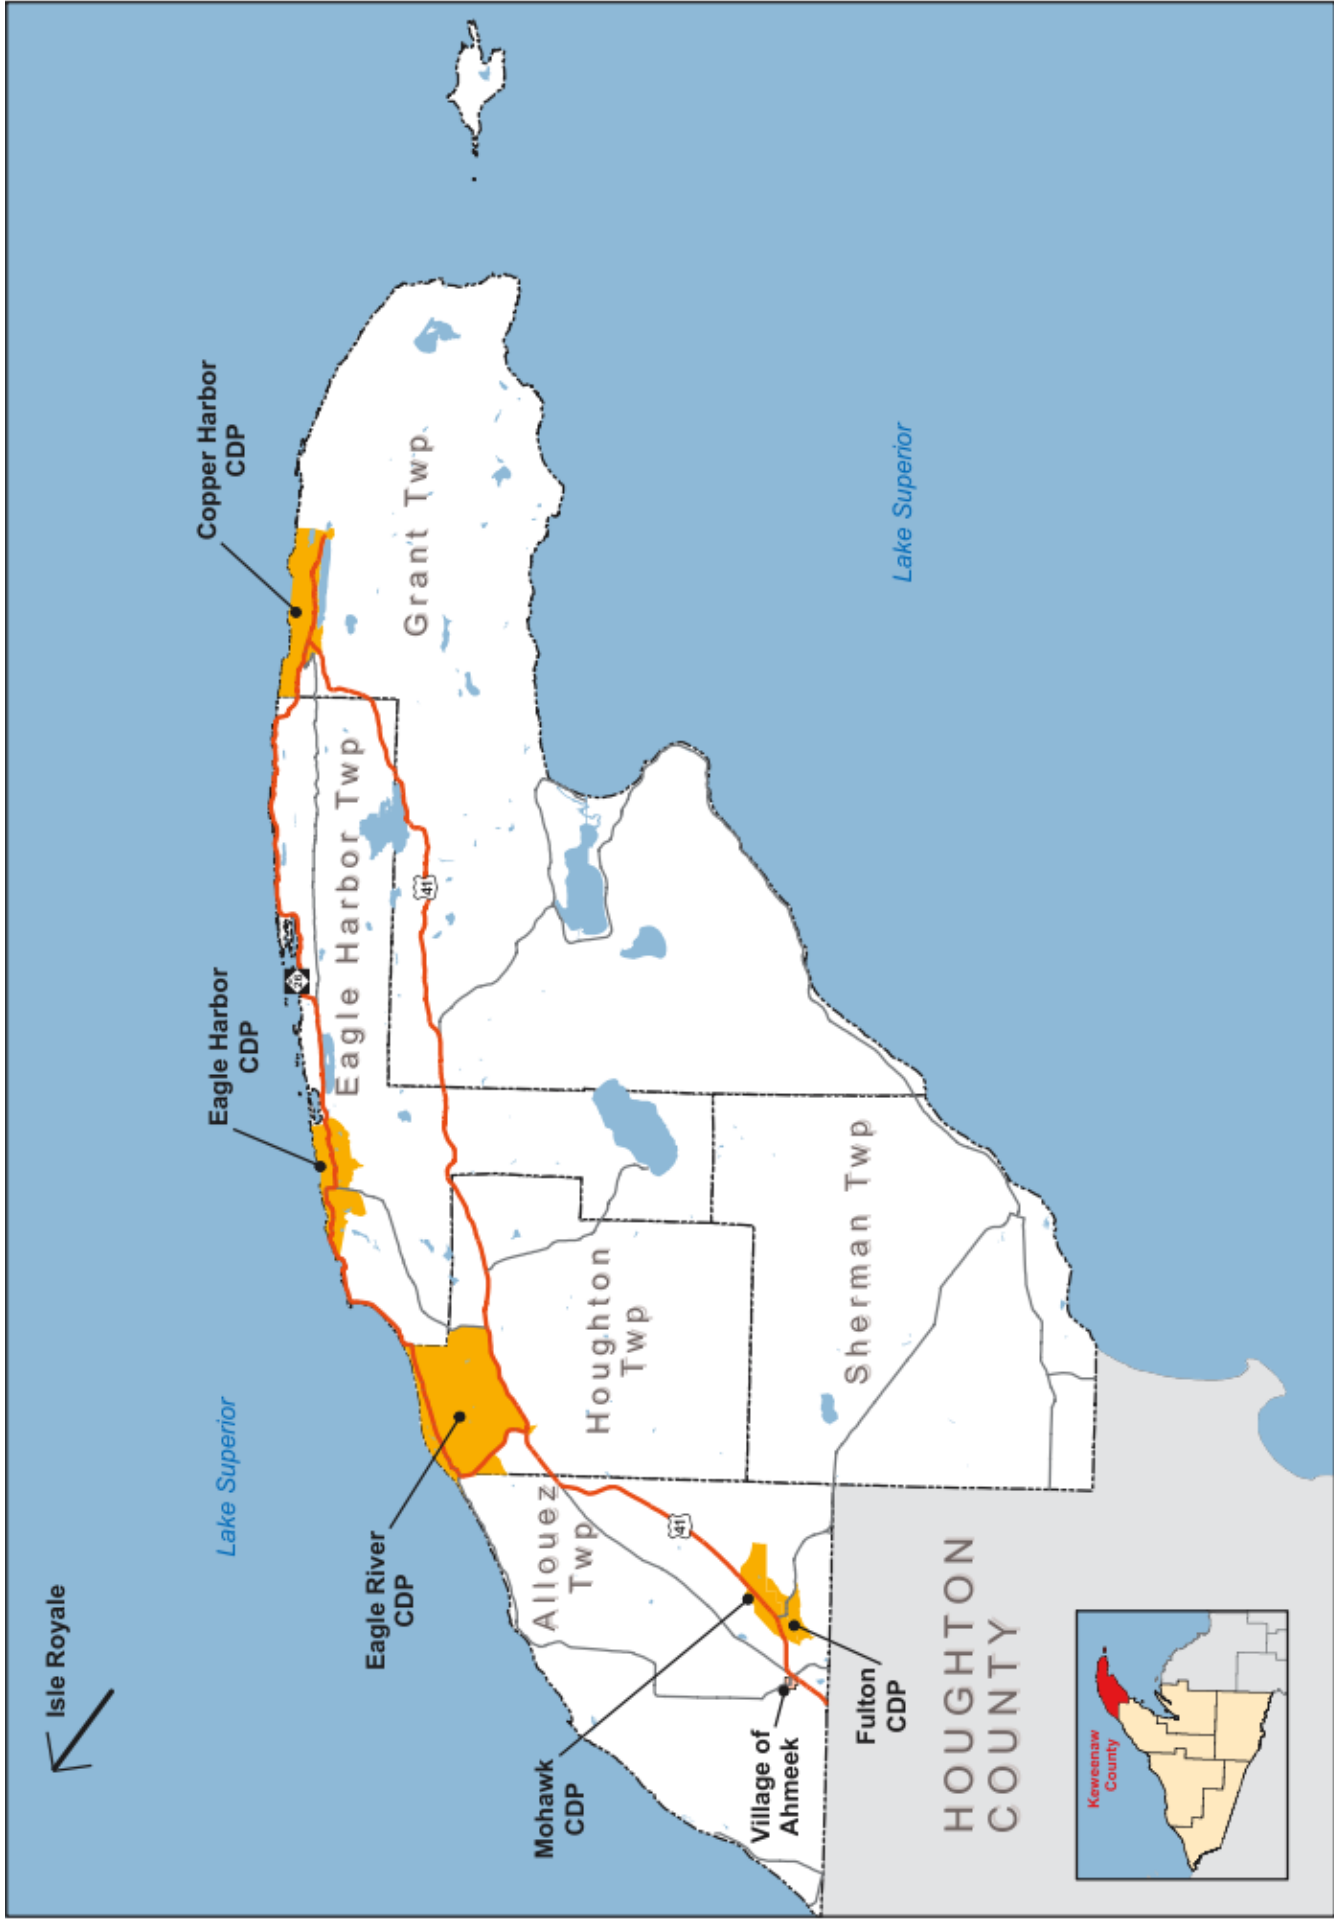 Isle Royale
Lake Superior
Copper Harbor
CDP
Eagle Harbor
CDP
26
Eagle Harbor Twp
Grant Twp
41
Eagle River
CDP
Houghton
Twp
Allouez
Twp
41
Sherman Twp
Lake Superior
Mohawk
CDP
Village of
Ahmeek
Fulton
CDP
HOUGHTON
COUNTY
Keweenaw
County